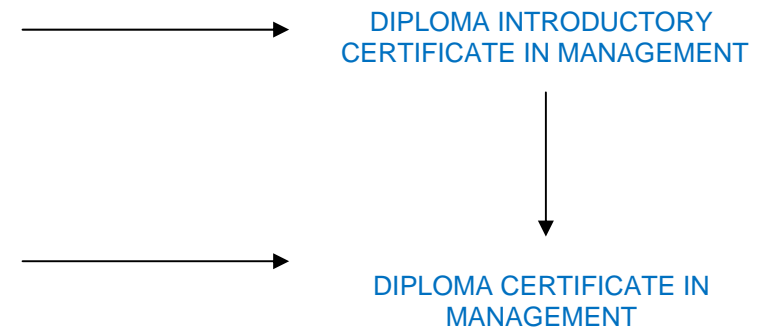 DIPLOMA INTRODUCTORY
CERTIFICATE IN MANAGEMENT
DIPLOMA CERTIFICATE IN
MANAGEMENT